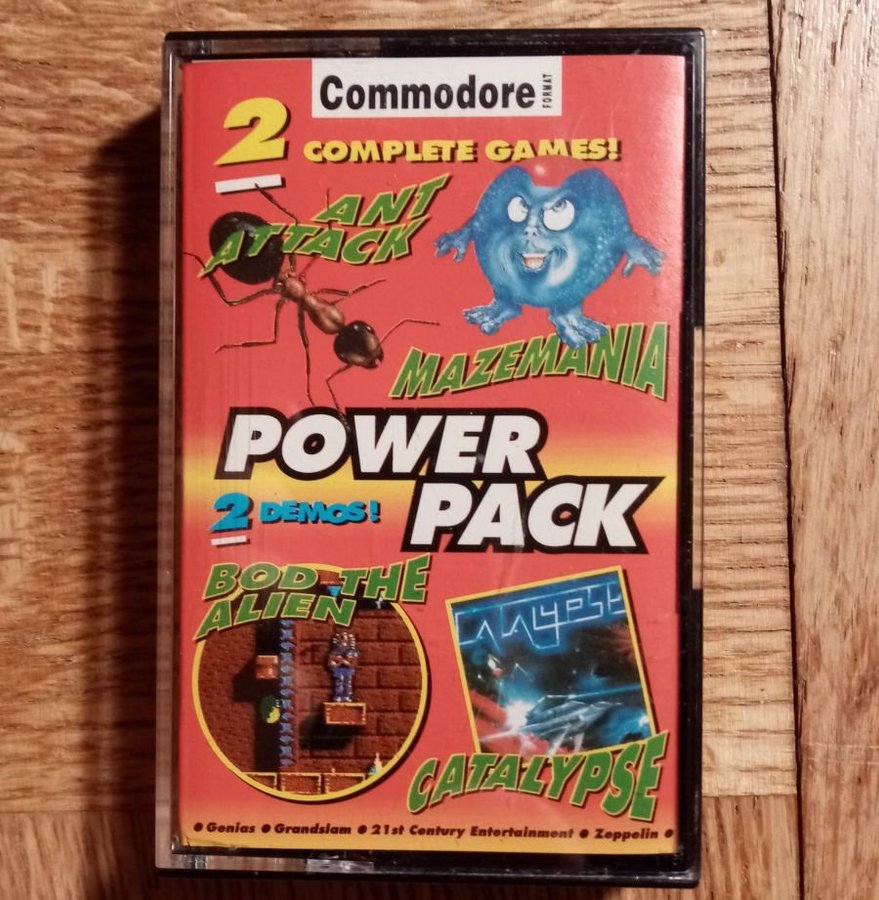 Commodore
FORMAT
2 COMPLETE GAMES!
ANT
ATTACK
MAZEMANIA
POWER
PACK
2 DEMOS!
BOD THE
ALIEN
CATALYPSE
CATALYPSE
• Genias • Grandslam • 21st Century Entertainment • Zeppelin •